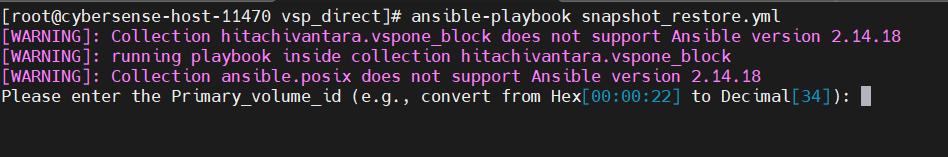 [root@cybersense-host-11470 vsp_direct]# ansible-playbook snapshot_restore.yml
[WARNING]: Collection hitachivantara.vspone_block does not support Ansible version 2.14.18
[WARNING]: running playbook inside collection hitachivantara.vspone_block
[WARNING]: Collection ansible.posix does not support Ansible version 2.14.18
Please enter the Primary_volume_id (e.g., convert from Hex[00:00:22] to Decimal[34]):